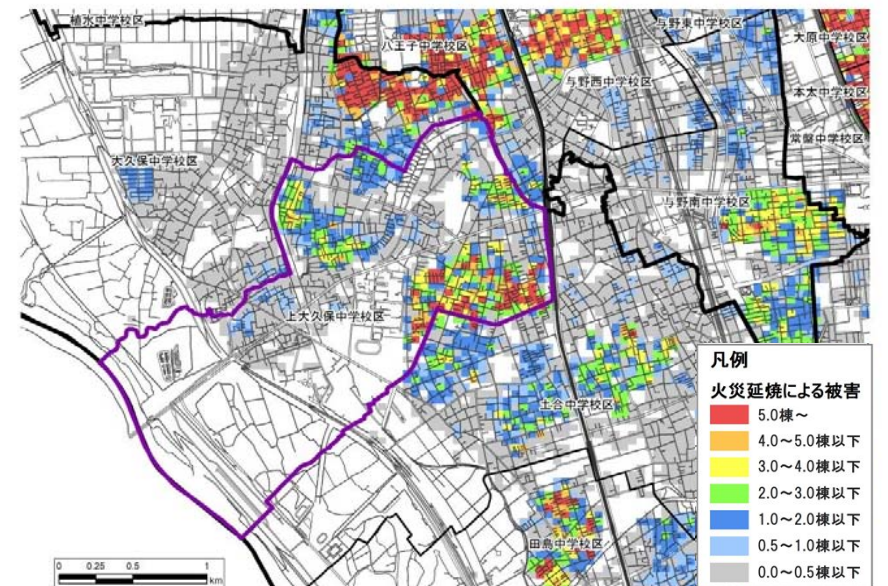 植水中学校区
八王子中学校区
与野東中学校区
大原中学校区
与野西中学校区
本太中学校区
常盤中学校区
大久保中学校区
与野南中学校区
上大久保中学校区
土合中学校区
田島中学校区
凡例
火災延焼による被害
5.0棟～
4.0～5.0棟以下
3.0～4.0棟以下
2.0～3.0棟以下
1.0～2.0棟以下
0.5～1.0棟以下
0.0～0.5棟以下
0 0.25 0.5 1
km